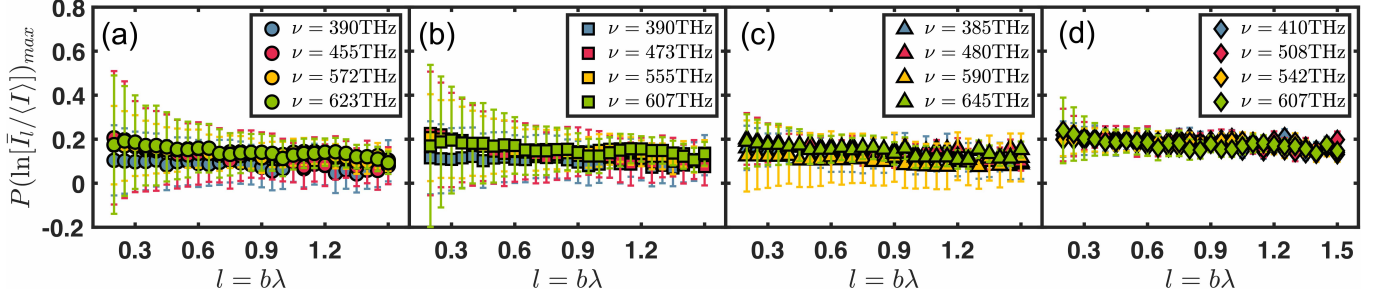 0.8
0.6
0.4
0.2
0
-0.2
P(ln[Ī_l/⟨I⟩])_max
(a)
ν = 390THz
ν = 455THz
ν = 572THz
ν = 623THz
0.3 0.6 0.9 1.2
l = bλ
(b)
ν = 390THz
ν = 473THz
ν = 555THz
ν = 607THz
0.3 0.6 0.9 1.2
l = bλ
(c)
ν = 385THz
ν = 480THz
ν = 590THz
ν = 645THz
0.3 0.6 0.9 1.2
l = bλ
(d)
ν = 410THz
ν = 508THz
ν = 542THz
ν = 607THz
0.3 0.6 0.9 1.2 1.5
l = bλ